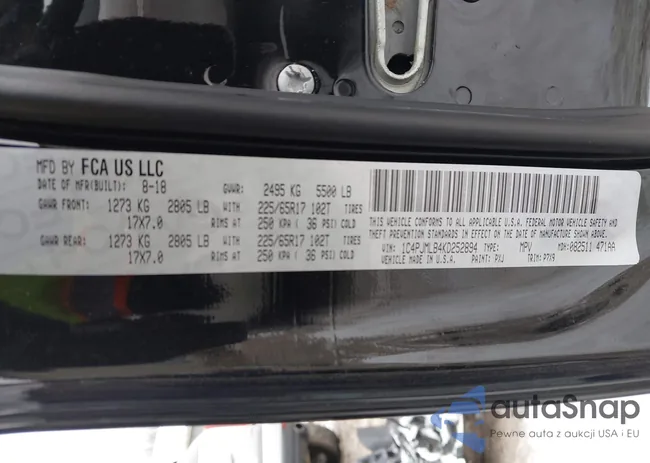 MFD BY FCA US LLC
DATE OF MFR(BUILT): 8-18 GVWR: 2495 KG 5500 LB
GAWR FRONT: 1273 KG 2805 LB WITH 225/65R17 102T TIRES
17X7.0 RIMS AT 250 KPA ( 36 PSI) COLD
GAWR REAR: 1273 KG 2805 LB WITH 225/65R17 102T TIRES
17X7.0 RIMS AT 250 KPA ( 36 PSI) COLD
THIS VEHICLE CONFORMS TO ALL APPLICABLE U.S.A. FEDERAL MOTOR VEHICLE SAFETY AND
THEFT PREVENTION STANDARDS IN EFFECT ON THE DATE OF MANUFACTURE SHOWN ABOVE.
VIN: 1C4PJMLB4KD252894 TYPE: MPV MDH: 082511 471AA
MADE IN U.S.A. PAINT: PXJ TRIM: P7X9
autoSnap
Pewne auta z aukcji USA i EU